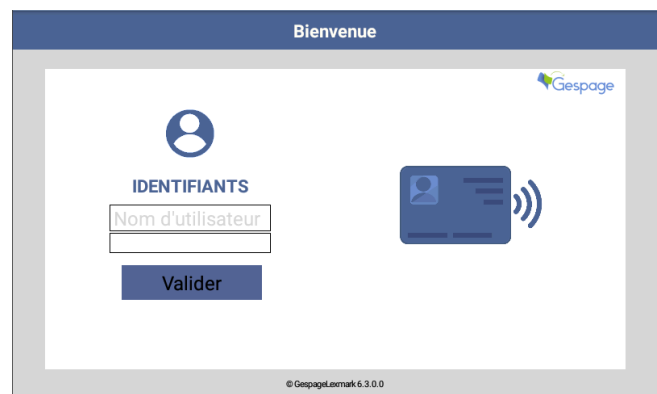 Bienvenue
Gespage
IDENTIFIANTS
Nom d'utilisateur
Valider
© GespageLexmark 6.3.0.0